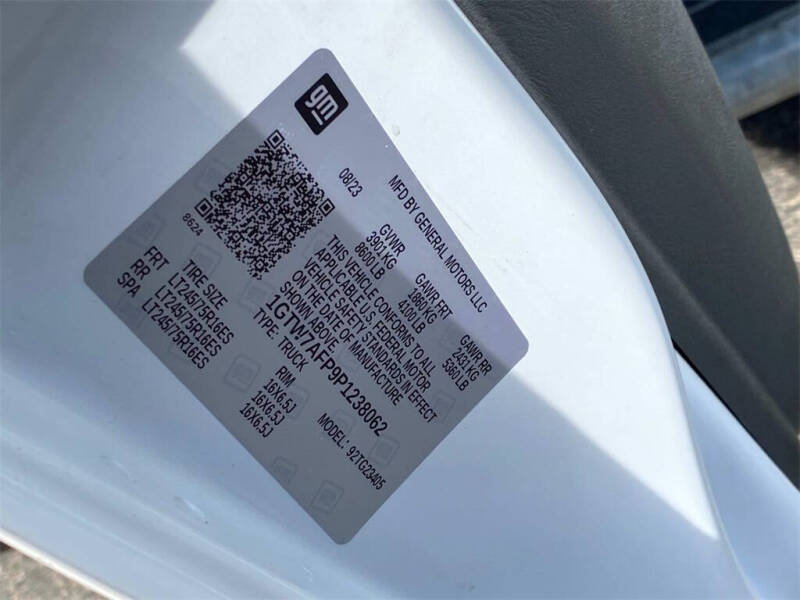 gm
MFD BY GENERAL MOTORS LLC
08/23
GVWR
3901 KG
8600 LB
GAWR FRT
1860 KG
4100 LB
GAWR RR
2431 KG
5360 LB
THIS VEHICLE CONFORMS TO ALL
APPLICABLE U.S. FEDERAL MOTOR
VEHICLE SAFETY STANDARDS IN EFFECT
ON THE DATE OF MANUFACTURE
SHOWN ABOVE.
8624
1GTW7AFP9P1238062
TYPE: TRUCK
MODEL: 92TG23405
TIRE SIZE
RIM
FRT LT245/75R16ES 16X6.5J
RR LT245/75R16ES 16X6.5J
SPA LT245/75R16ES 16X6.5J